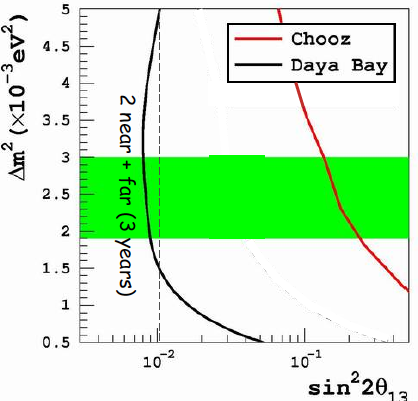 Δm² (×10⁻³ev²)
5
4.5
4
3.5
3
2.5
2
1.5
1
0.5
Chooz
Daya Bay
2 near + far (3 years)
10⁻²
10⁻¹
sin²2θ₁₃